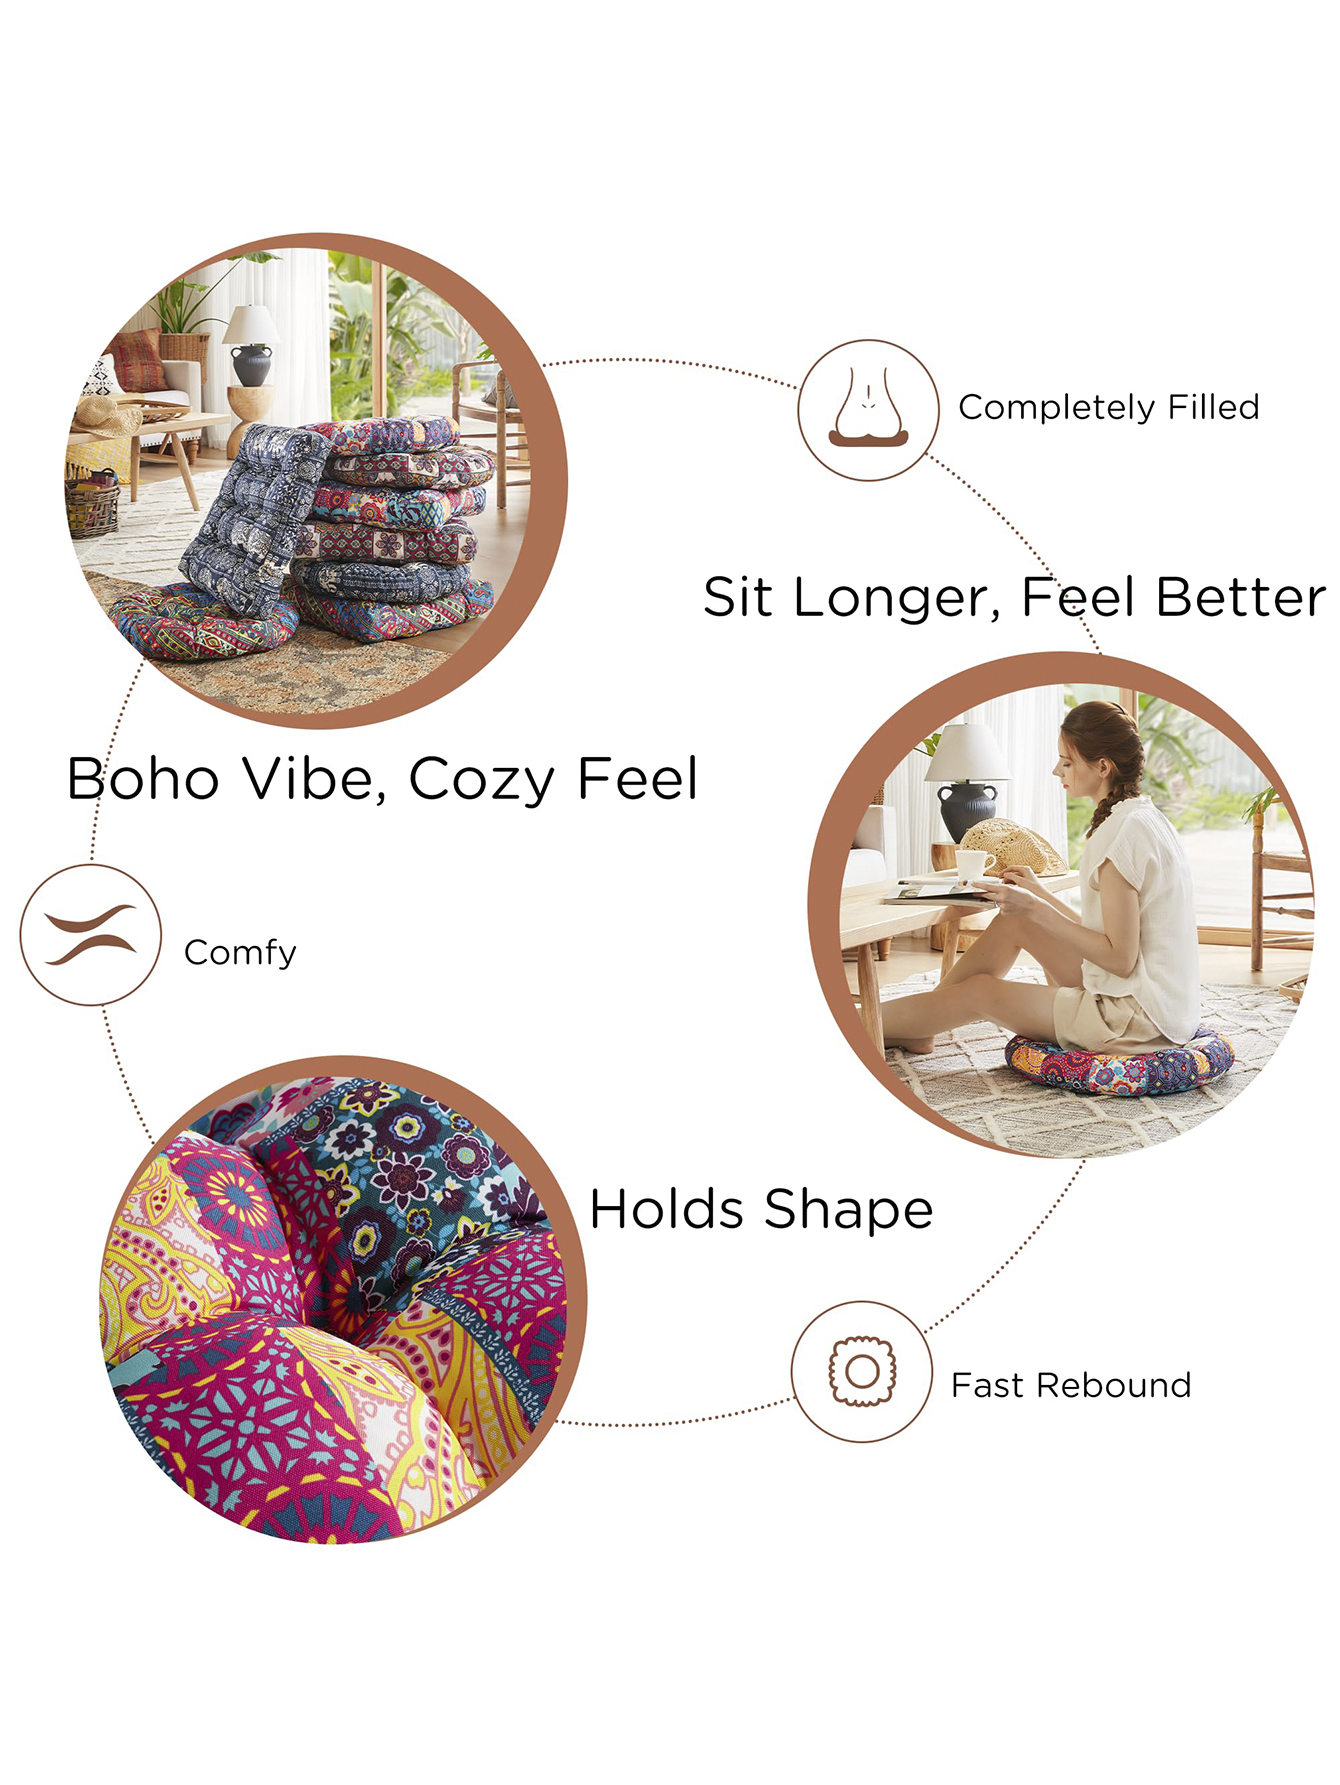 Completely Filled
Sit Longer, Feel Better
Boho Vibe, Cozy Feel
Comfy
Holds Shape
Fast Rebound